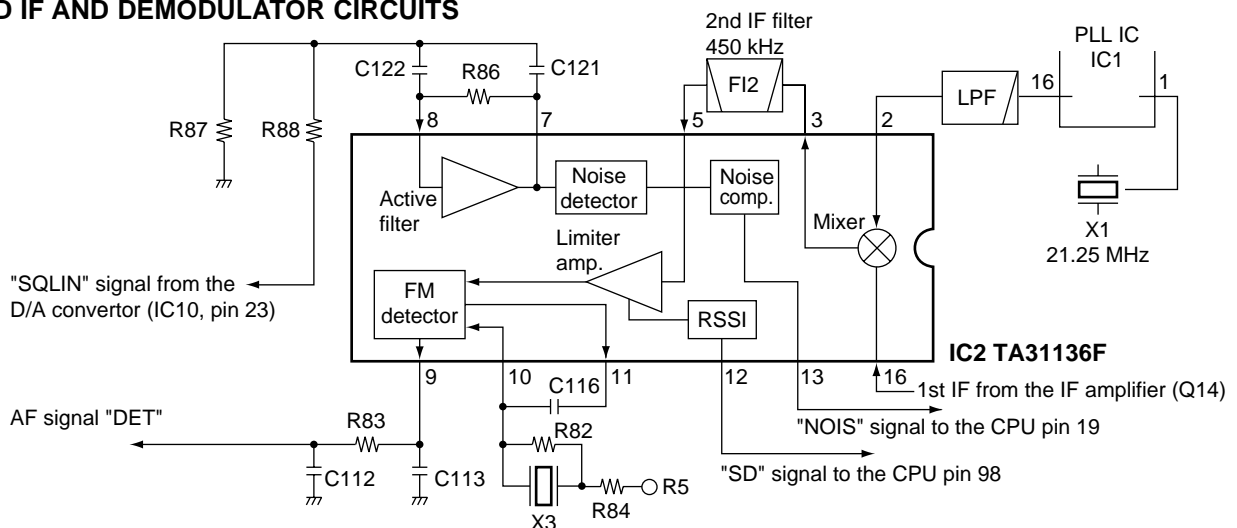 D IF AND DEMODULATOR CIRCUITS
2nd IF filter
450 kHz
PLL IC
IC1
C122
R86
C121
FI2
LPF
16
1
R87
R88
8
7
5
3
2
Active
filter
Noise
detector
Noise
comp.
Mixer
X1
21.25 MHz
Limiter
amp.
"SQLIN" signal from the
D/A convertor (IC10, pin 23)
FM
detector
RSSI
IC2 TA31136F
9
10
11
12
13
16
1st IF from the IF amplifier (Q14)
C116
AF signal "DET"
R83
R82
"NOIS" signal to the CPU pin 19
"SD" signal to the CPU pin 98
C112
C113
R5
R84
X3